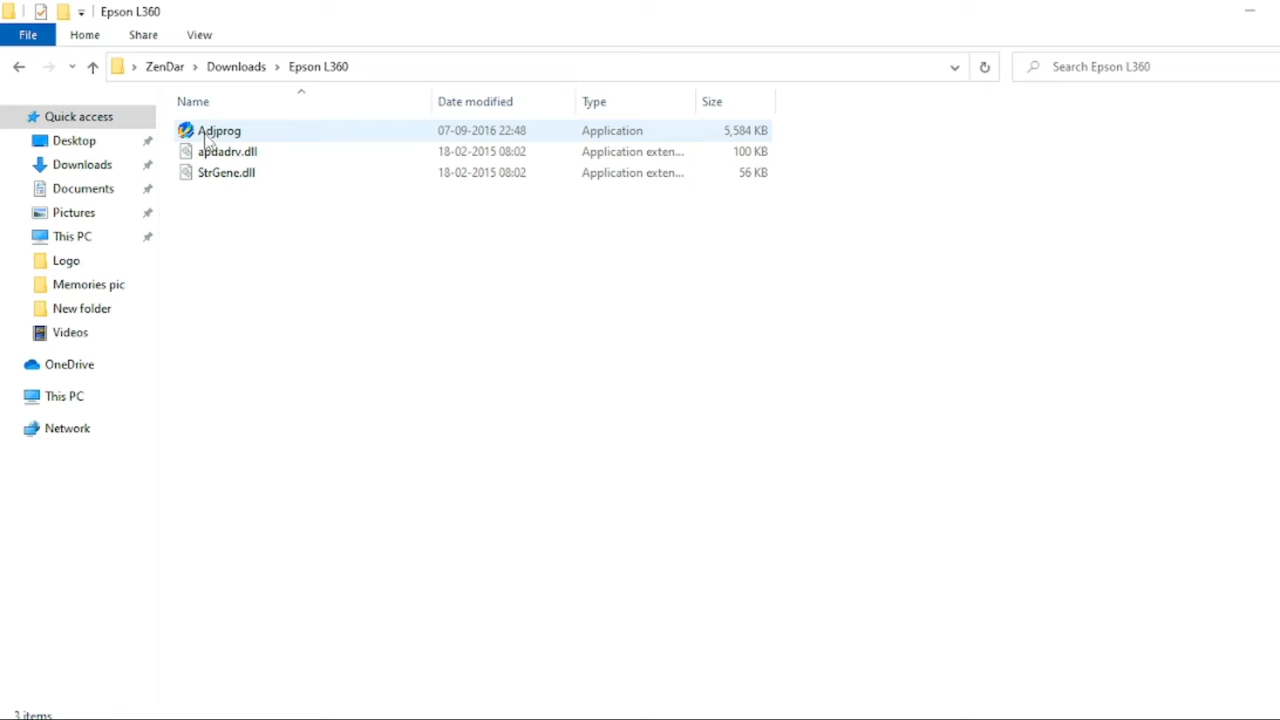 Epson L360
File Home Share View
ZenDar Downloads Epson L360 Search Epson L360
Name Date modified Type Size
Quick access
Adjprog 07-09-2016 22:48 Application 5,584 KB
Desktop
apdadrv.dll 18-02-2015 08:02 Application exten... 100 KB
Downloads
StrGene.dll 18-02-2015 08:02 Application exten... 56 KB
Documents
Pictures
This PC
Logo
Memories pic
New folder
Videos
OneDrive
This PC
Network
3 items